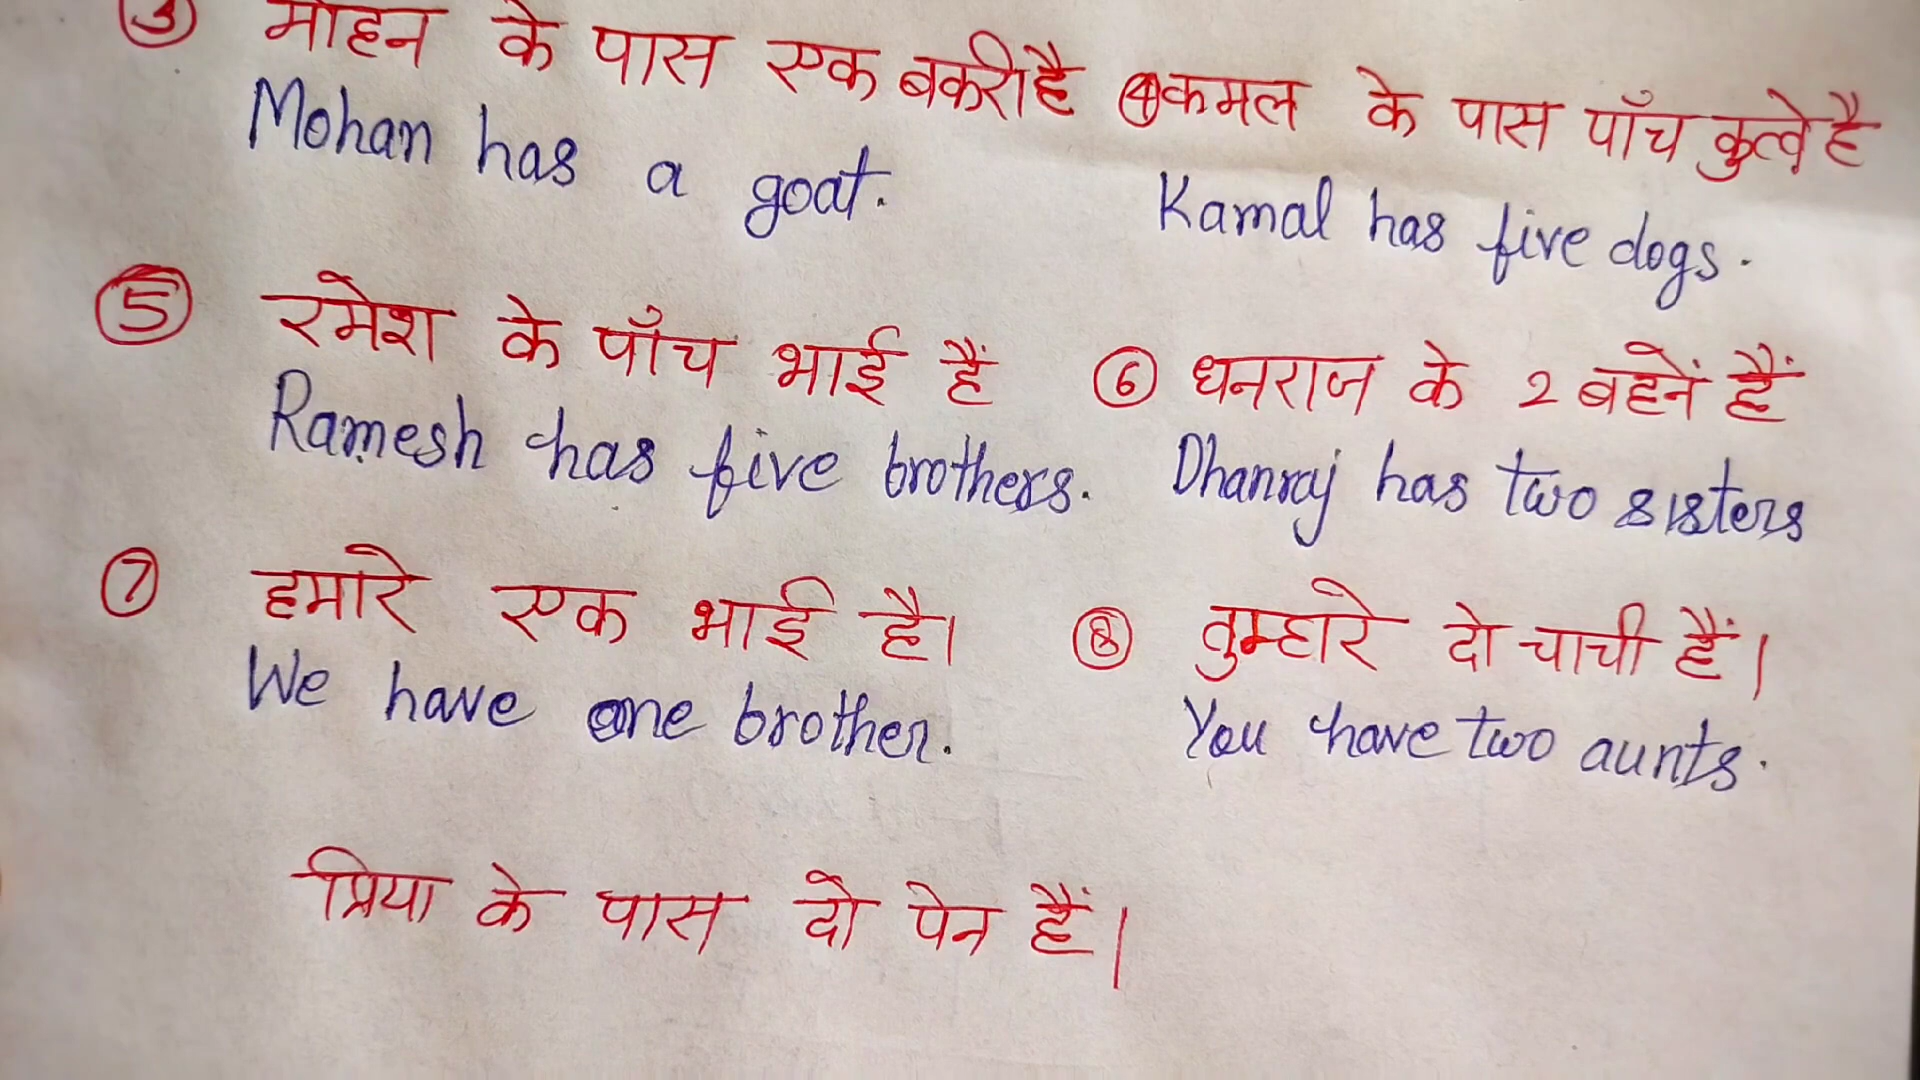 ③ मोहन के पास एक बकरी है ④ कमल के पास पाँच कुत्ते है
Mohan has a goat. Kamal has five dogs.
⑤ रमेश के पाँच भाई हैं ⑥ धनराज के 2 बहनें हैं
Ramesh has five brothers. Dhanraj has two sisters
⑦ हमारे एक भाई है। ⑧ तुम्हारे दो चाची हैं।
We have one brother. You have two aunts.
प्रिया के पास दो पेन हैं।